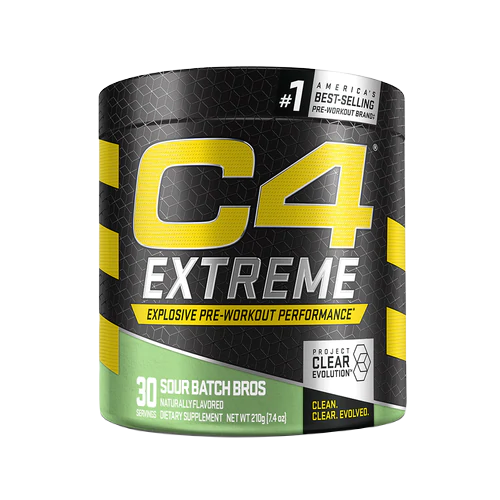 #1
AMERICA'S
BEST-SELLING
PRE-WORKOUT BRAND‡
C4®
EXTREME
EXPLOSIVE PRE-WORKOUT PERFORMANCE*
PROJECT
CLEAR
EVOLUTION™
30
SERVINGS
SOUR BATCH BROS
NATURALLY FLAVORED
DIETARY SUPPLEMENT NET WT 210g (7.4 oz)
CLEAN.
CLEAR. EVOLVED.